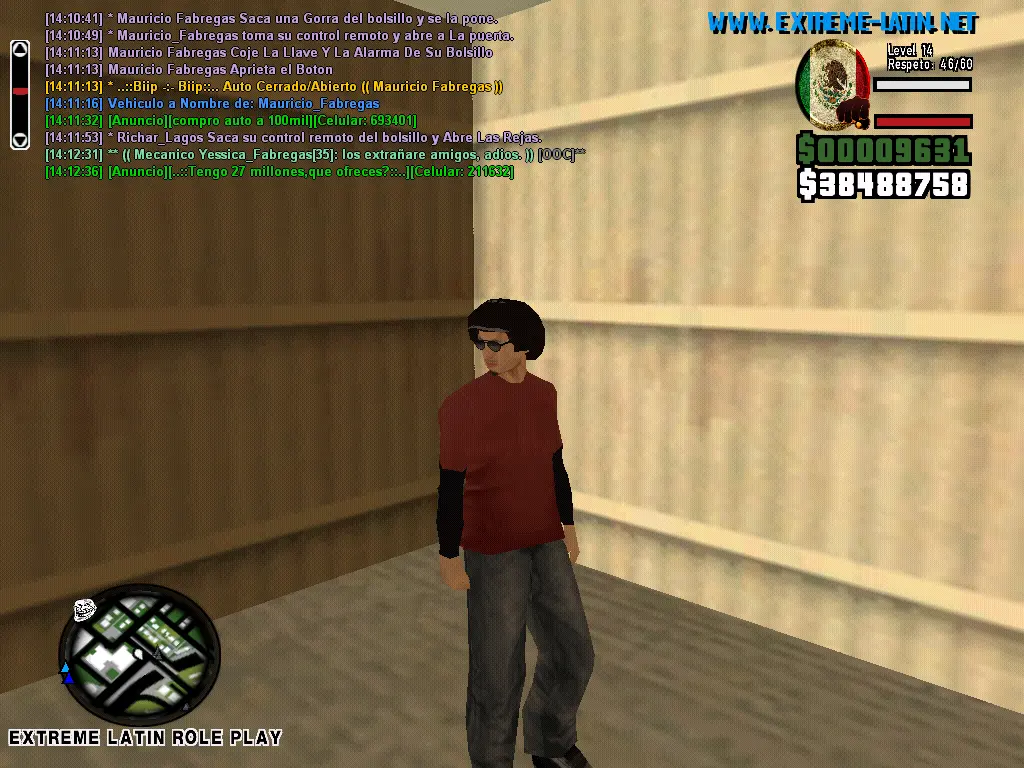 [14:10:41] * Mauricio Fabregas Saca una Gorra del bolsillo y se la pone.
[14:10:49] * Mauricio_Fabregas toma su control remoto y abre a La puerta.
[14:11:13] Mauricio Fabregas Coje La Llave Y La Alarma De Su Bolsillo
[14:11:13] Mauricio Fabregas Aprieta el Boton
[14:11:13] * ..::Biip -:- Biip::.. Auto Cerrado/Abierto (( Mauricio Fabregas ))
[14:11:16] Vehiculo a Nombre de: Mauricio_Fabregas
[14:11:32] [Anuncio][compro auto a 100mil][Celular: 693401]
[14:11:53] * Richar_Lagos Saca su control remoto del bolsillo y Abre Las Rejas.
[14:12:31] ** (( Mecanico Yessica_Fabregas[35]: los extrañare amigos, adios. )) [OOC]**
[14:12:36] [Anuncio][..::Tengo 27 millones,que ofreces?::..][Celular: 211632]
WWW.EXTREME-LATIN.NET
Level 14
Respeto: 46/60
$00009631
$38488758
EXTREME LATIN ROLE PLAY